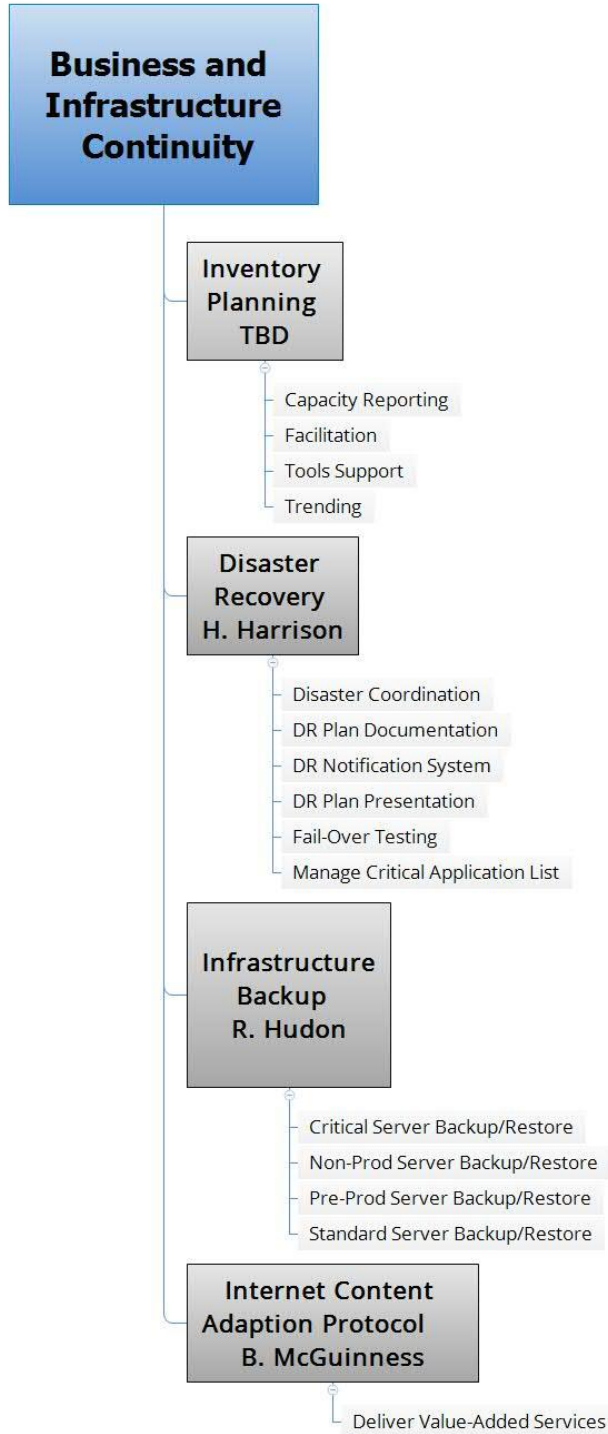 Business and
Infrastructure
Continuity
Inventory
Planning
TBD
Capacity Reporting
Facilitation
Tools Support
Trending
Disaster
Recovery
H. Harrison
Disaster Coordination
DR Plan Documentation
DR Notification System
DR Plan Presentation
Fail-Over Testing
Manage Critical Application List
Infrastructure
Backup
R. Hudon
Critical Server Backup/Restore
Non-Prod Server Backup/Restore
Pre-Prod Server Backup/Restore
Standard Server Backup/Restore
Internet Content
Adaption Protocol
B. McGuinness
Deliver Value-Added Services